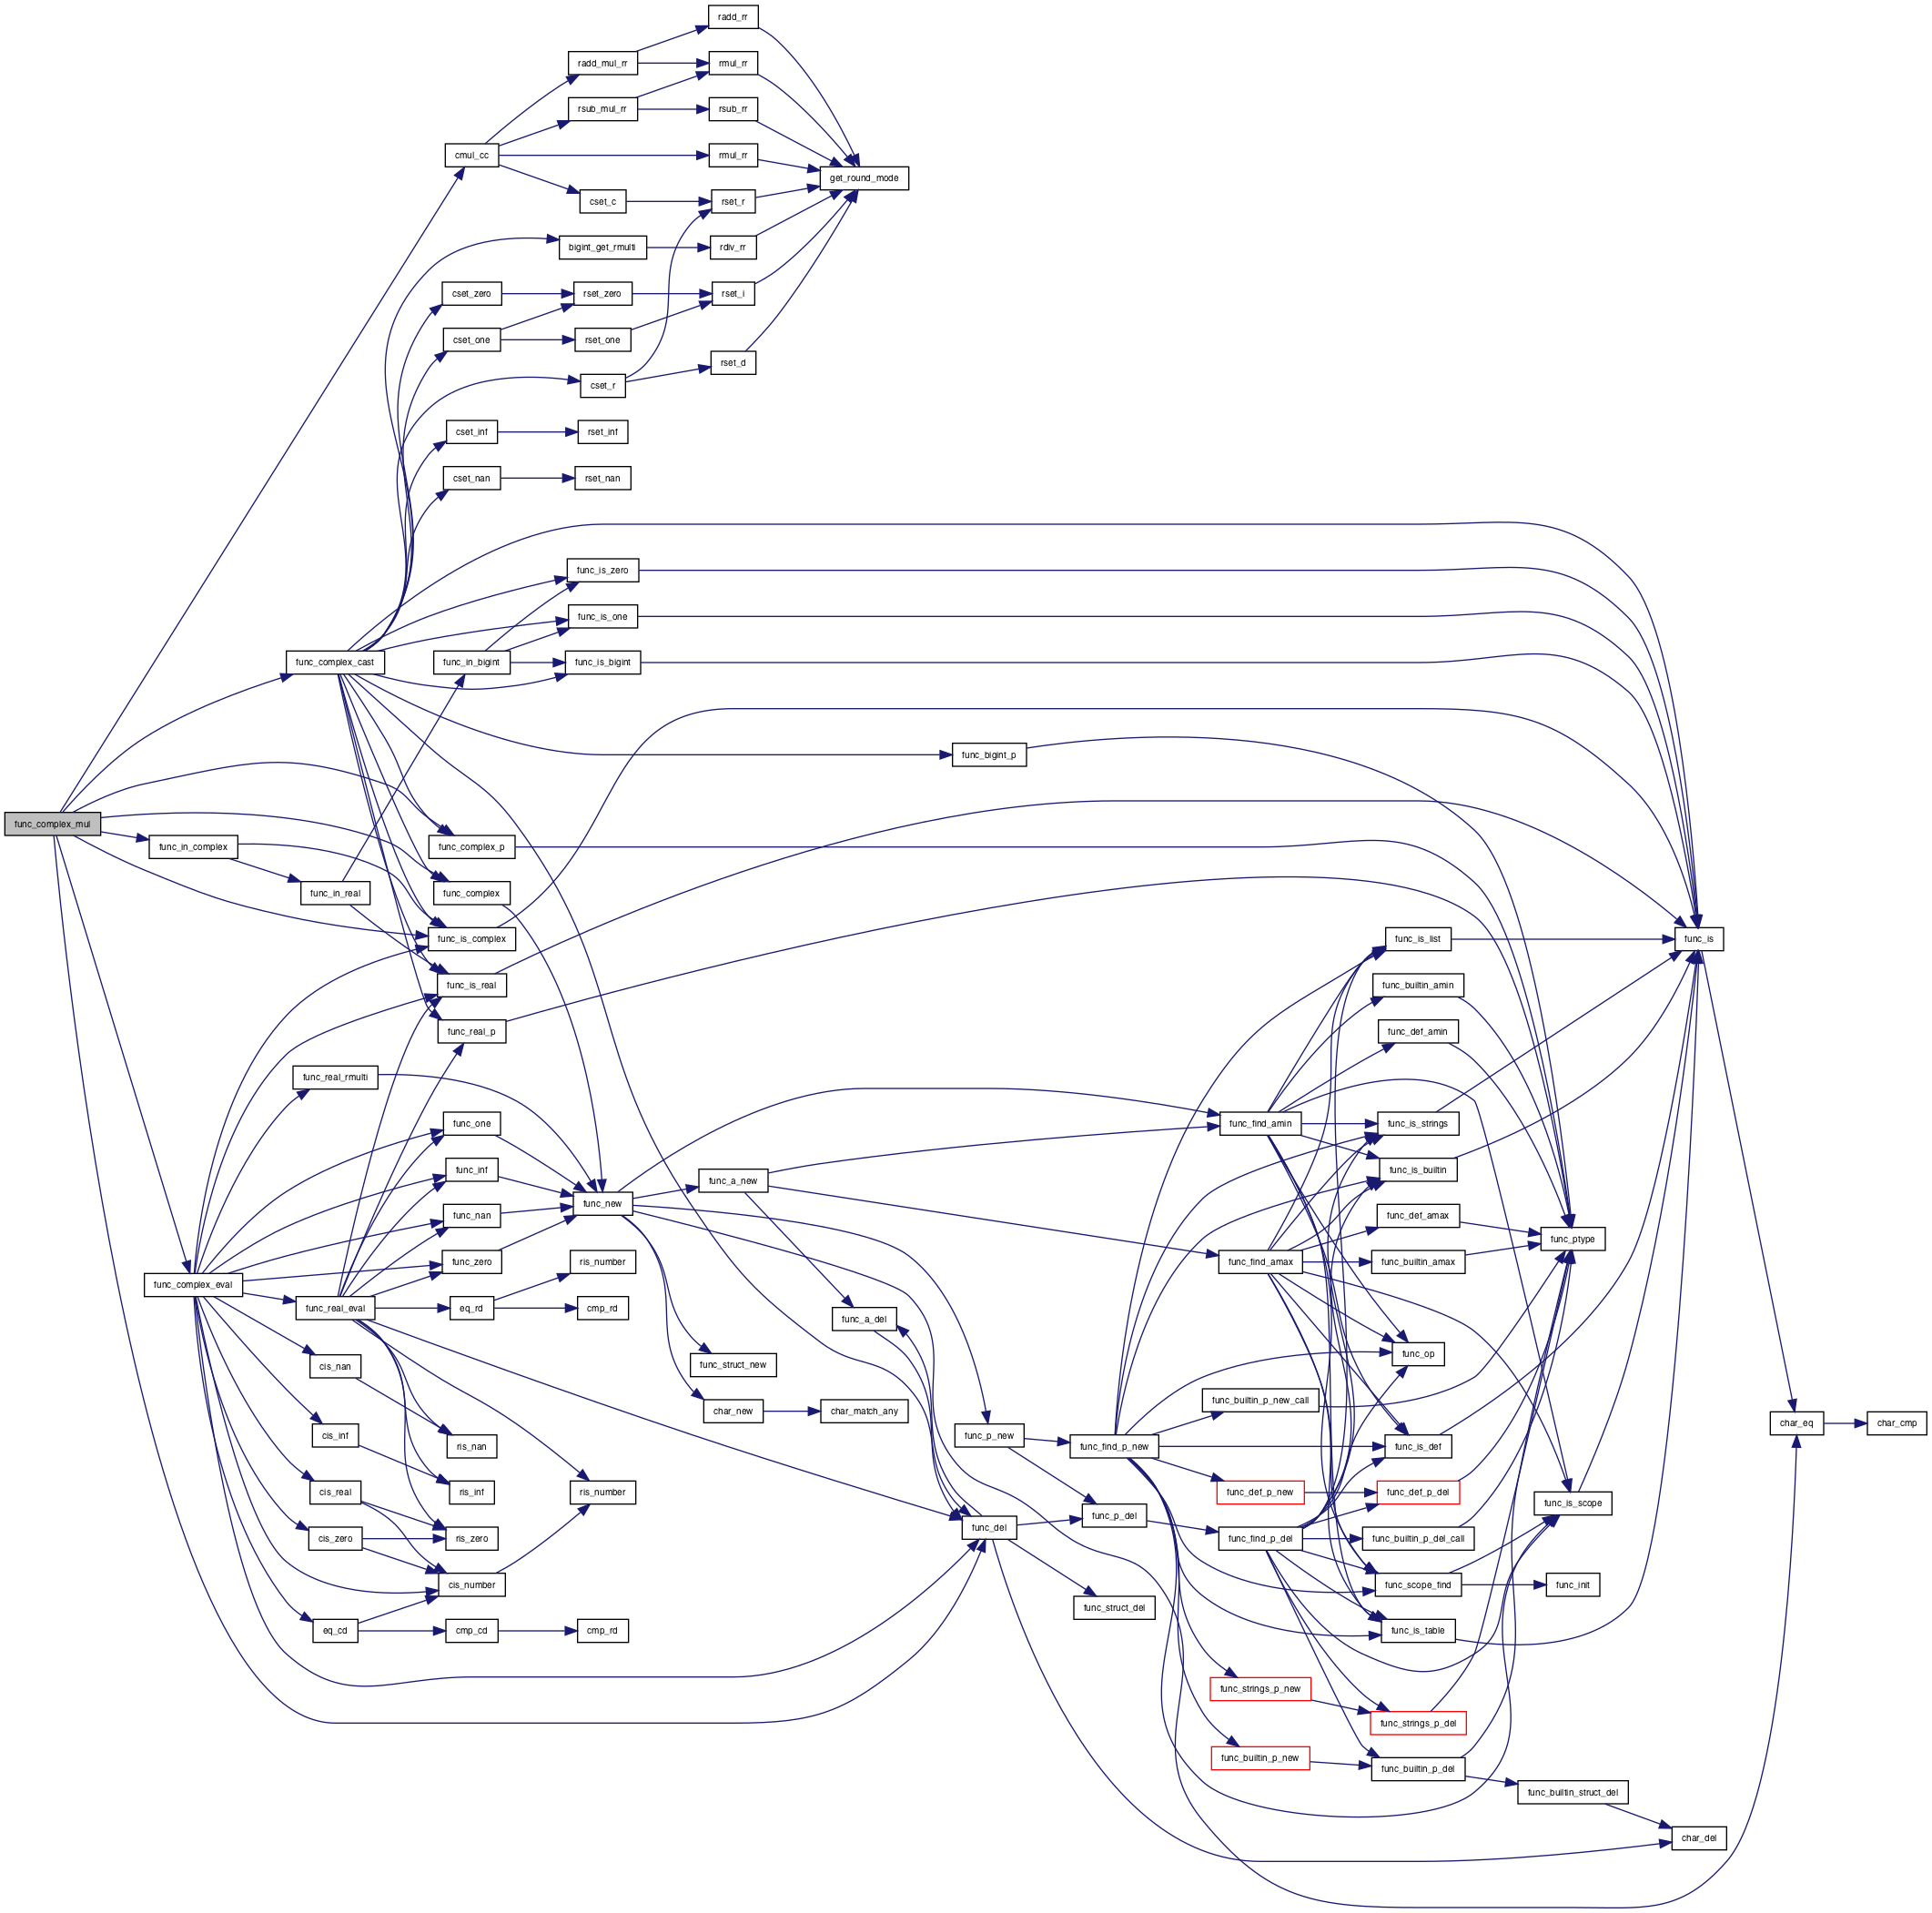 radd_rr
radd_mul_rr
rmul_rr
rsub_mul_rr
rsub_rr
cmul_cc
rmul_rr
get_round_mode
cset_c
rset_r
bigint_get_rmulti
rdiv_rr
cset_zero
rset_zero
rset_i
cset_one
rset_one
rset_d
cset_r
cset_inf
rset_inf
cset_nan
rset_nan
func_is_zero
func_is_one
func_complex_cast
func_in_bigint
func_is_bigint
func_bigint_p
func_complex_mul
func_in_complex
func_complex_p
func_in_real
func_complex
func_is_complex
func_is_list
func_is
func_is_real
func_builtin_amin
func_real_p
func_def_amin
func_real_rmulti
func_one
func_find_amin
func_is_strings
func_inf
func_a_new
func_is_builtin
func_new
func_nan
func_def_amax
func_ptype
func_zero
ris_number
func_find_amax
func_builtin_amax
func_complex_eval
func_real_eval
eq_rd
cmp_rd
func_a_del
func_op
cis_nan
func_struct_new
func_builtin_p_new_call
char_new
char_match_any
char_eq
char_cmp
cis_inf
ris_nan
func_p_new
func_find_p_new
func_is_def
cis_real
ris_inf
ris_number
func_def_p_new
func_def_p_del
func_is_scope
func_p_del
func_del
cis_zero
ris_zero
func_find_p_del
func_builtin_p_del_call
cis_number
func_scope_find
func_init
func_struct_del
eq_cd
cmp_cd
cmp_rd
func_is_table
func_strings_p_new
func_strings_p_del
func_builtin_p_new
func_builtin_p_del
func_builtin_struct_del
char_del